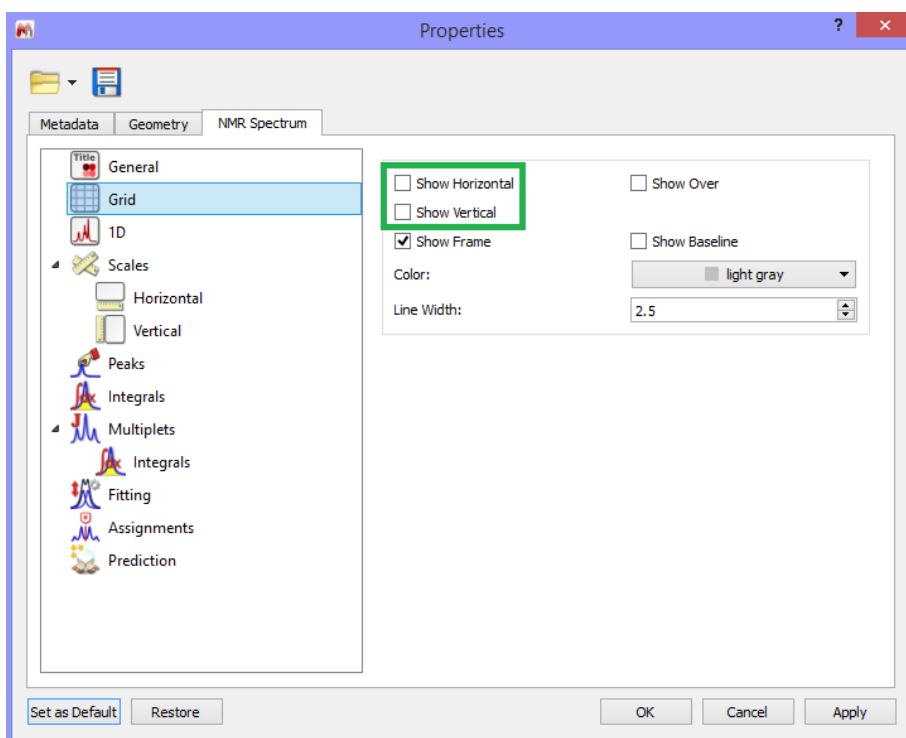 Properties
?
Metadata
Geometry
NMR Spectrum
Title
General
Grid
1D
Scales
Horizontal
Vertical
Peaks
Integrals
Multiplets
Integrals
Fitting
Assignments
Prediction
Show Horizontal
Show Over
Show Vertical
Show Frame
Show Baseline
Color:
light gray
Line Width:
2.5
Set as Default
Restore
OK
Cancel
Apply